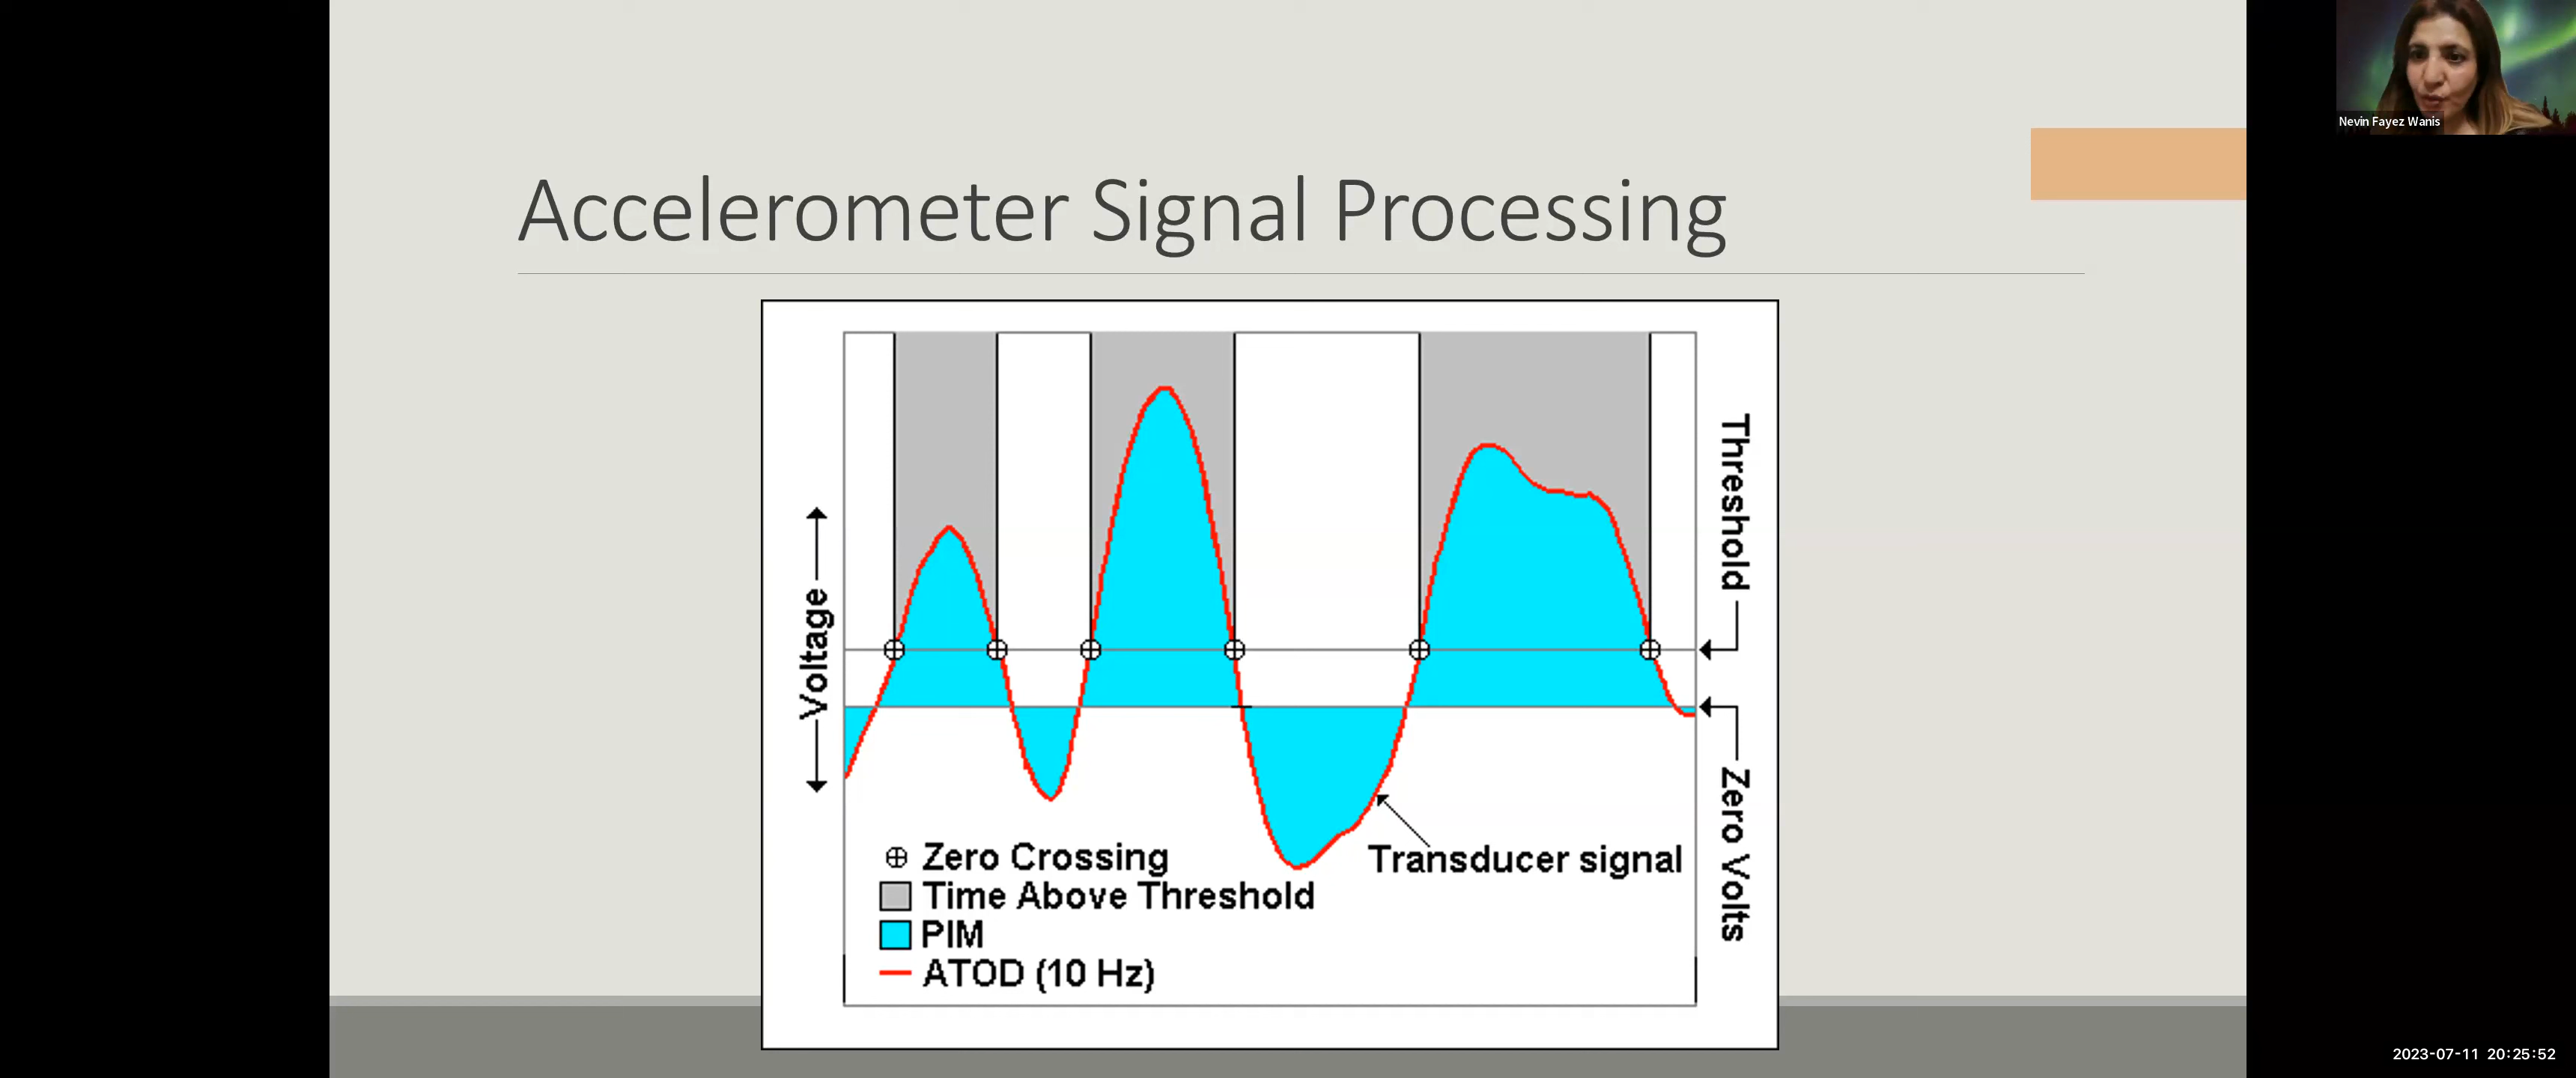 Nevin Fayez Wanis
Accelerometer Signal Processing
Voltage
Threshold
Zero Volts
Transducer signal
Zero Crossing
Time Above Threshold
PIM
ATOD (10 Hz)
2023-07-11 20:25:52